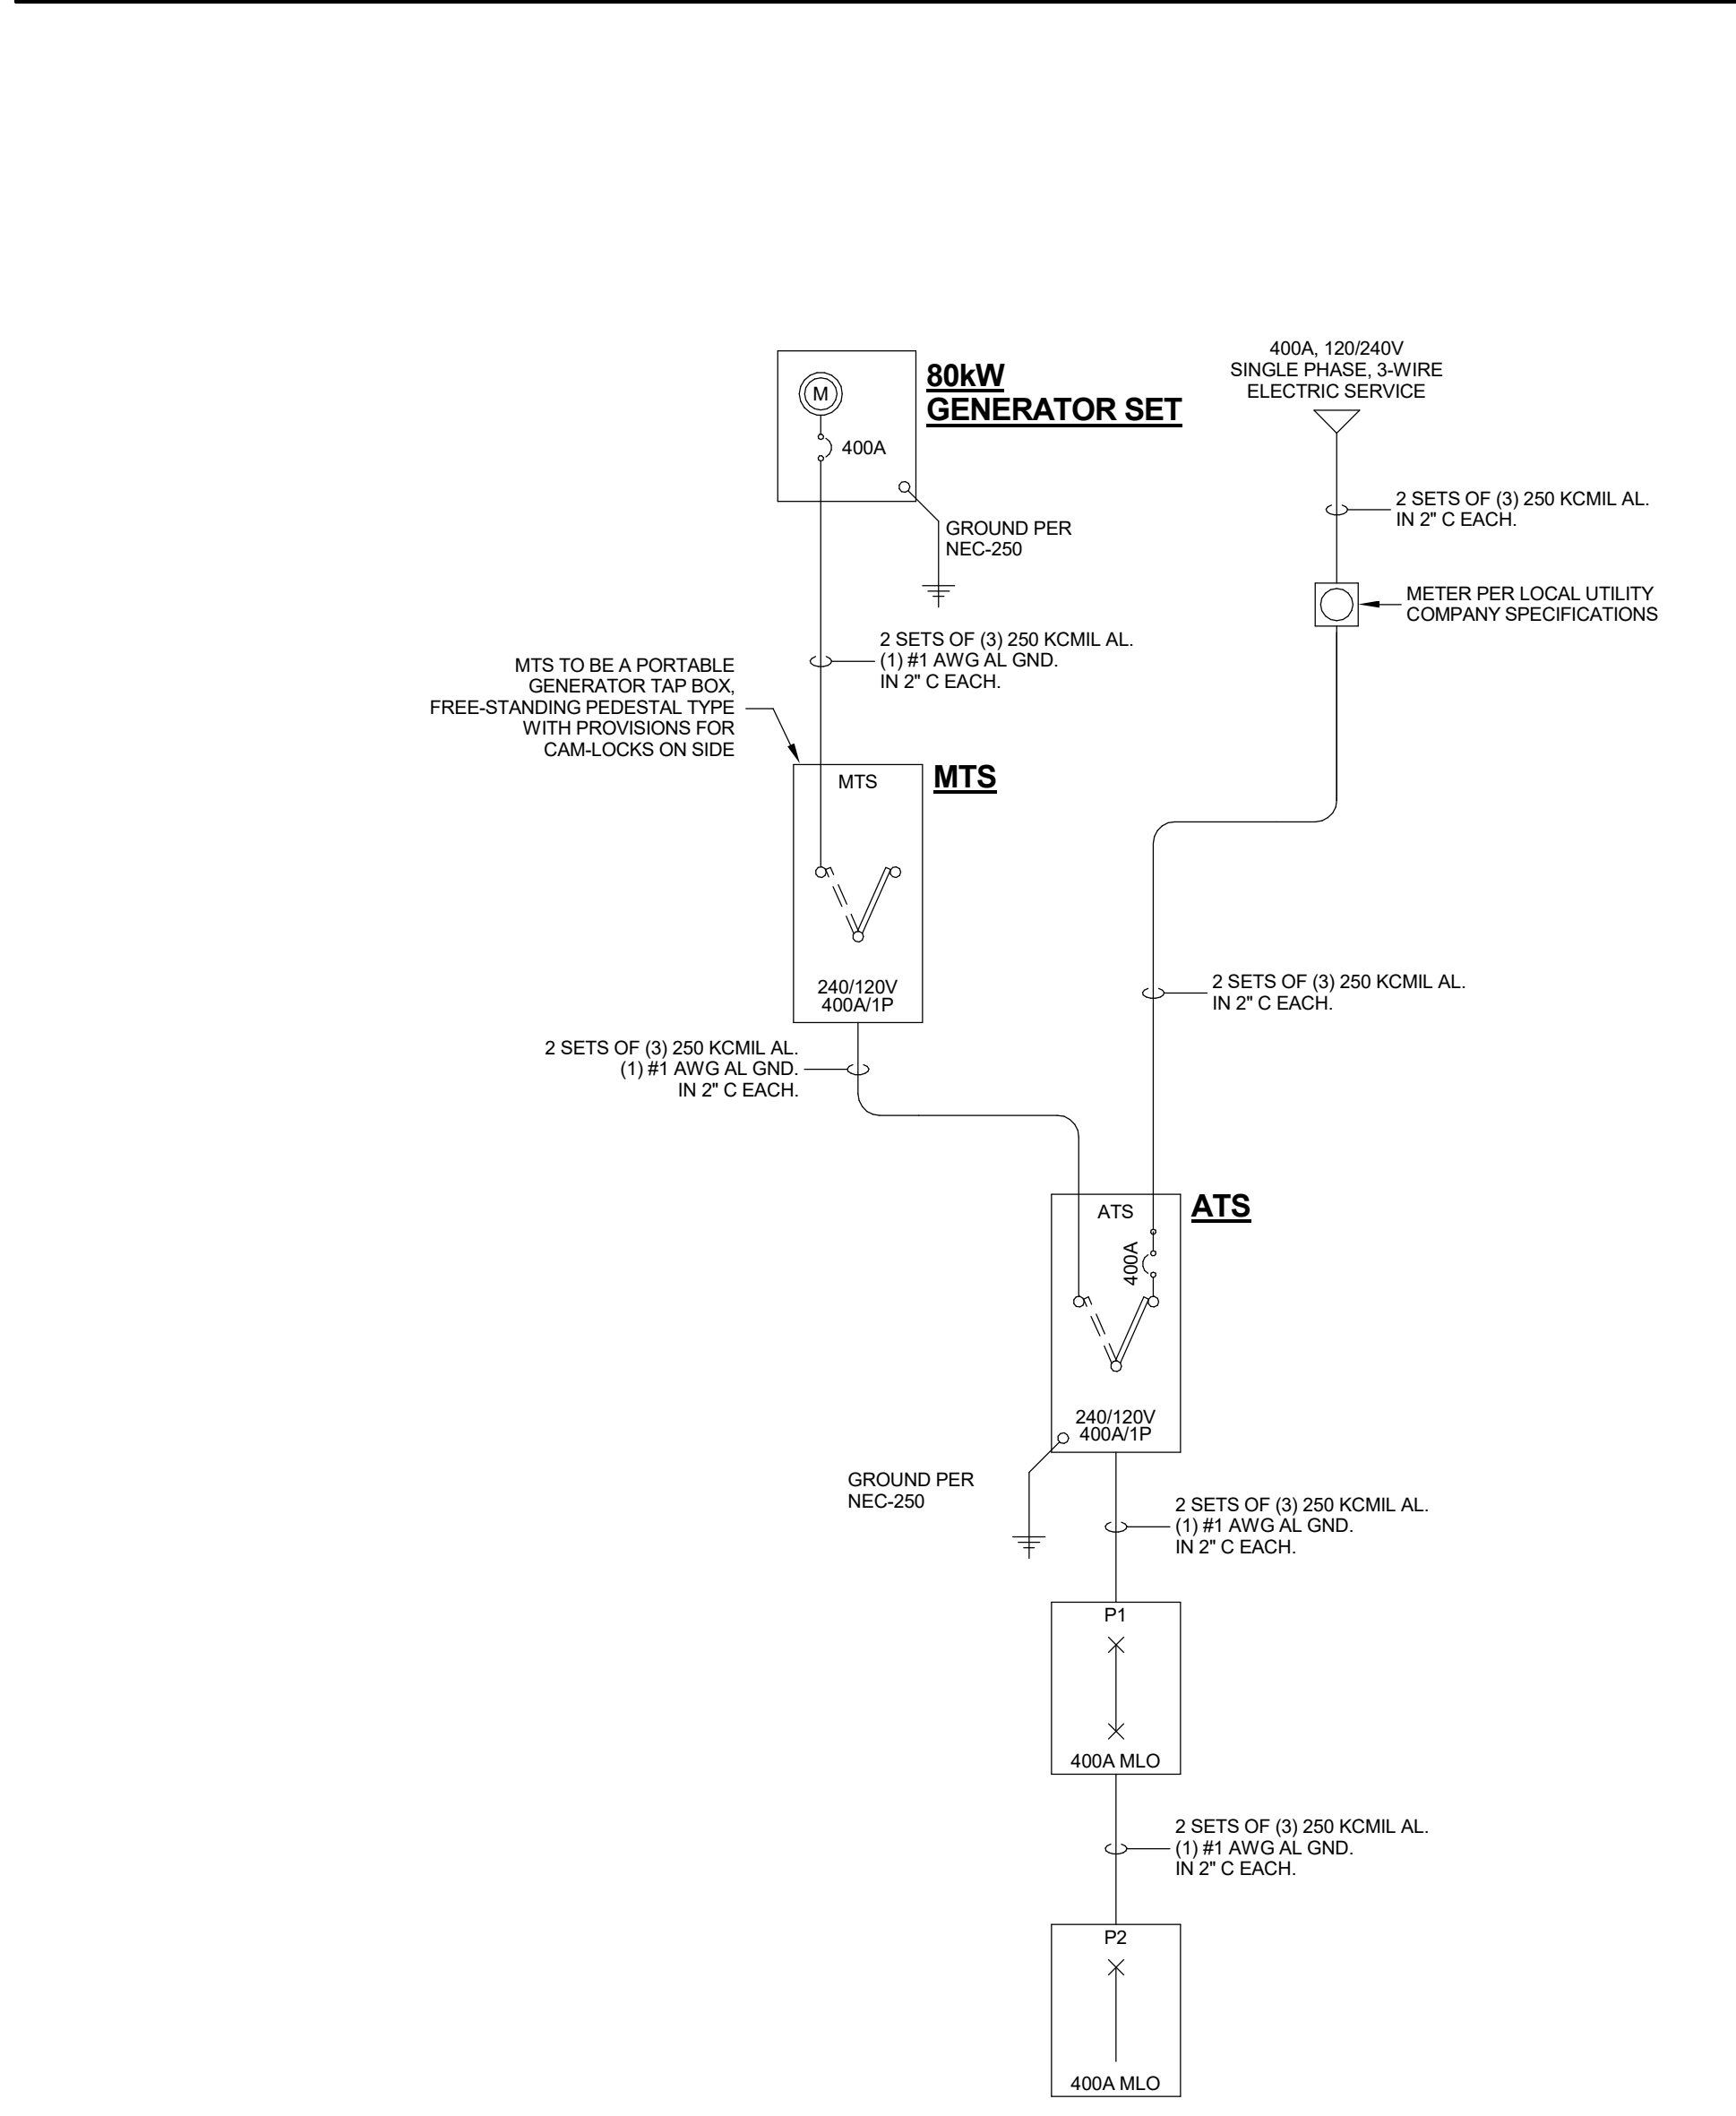 400A, 120/240V
SINGLE PHASE, 3-WIRE
ELECTRIC SERVICE
80kW
GENERATOR SET
M
400A
2 SETS OF (3) 250 KCMIL AL.
IN 2" C EACH.
GROUND PER
NEC-250
METER PER LOCAL UTILITY
COMPANY SPECIFICATIONS
2 SETS OF (3) 250 KCMIL AL.
(1) #1 AWG AL GND.
IN 2" C EACH.
MTS TO BE A PORTABLE
GENERATOR TAP BOX,
FREE-STANDING PEDESTAL TYPE
WITH PROVISIONS FOR
CAM-LOCKS ON SIDE
MTS
MTS
240/120V
400A/1P
2 SETS OF (3) 250 KCMIL AL.
IN 2" C EACH.
2 SETS OF (3) 250 KCMIL AL.
(1) #1 AWG AL GND.
IN 2" C EACH.
ATS
ATS
400A
240/120V
400A/1P
GROUND PER
NEC-250
2 SETS OF (3) 250 KCMIL AL.
(1) #1 AWG AL GND.
IN 2" C EACH.
P1
400A MLO
2 SETS OF (3) 250 KCMIL AL.
(1) #1 AWG AL GND.
IN 2" C EACH.
P2
400A MLO